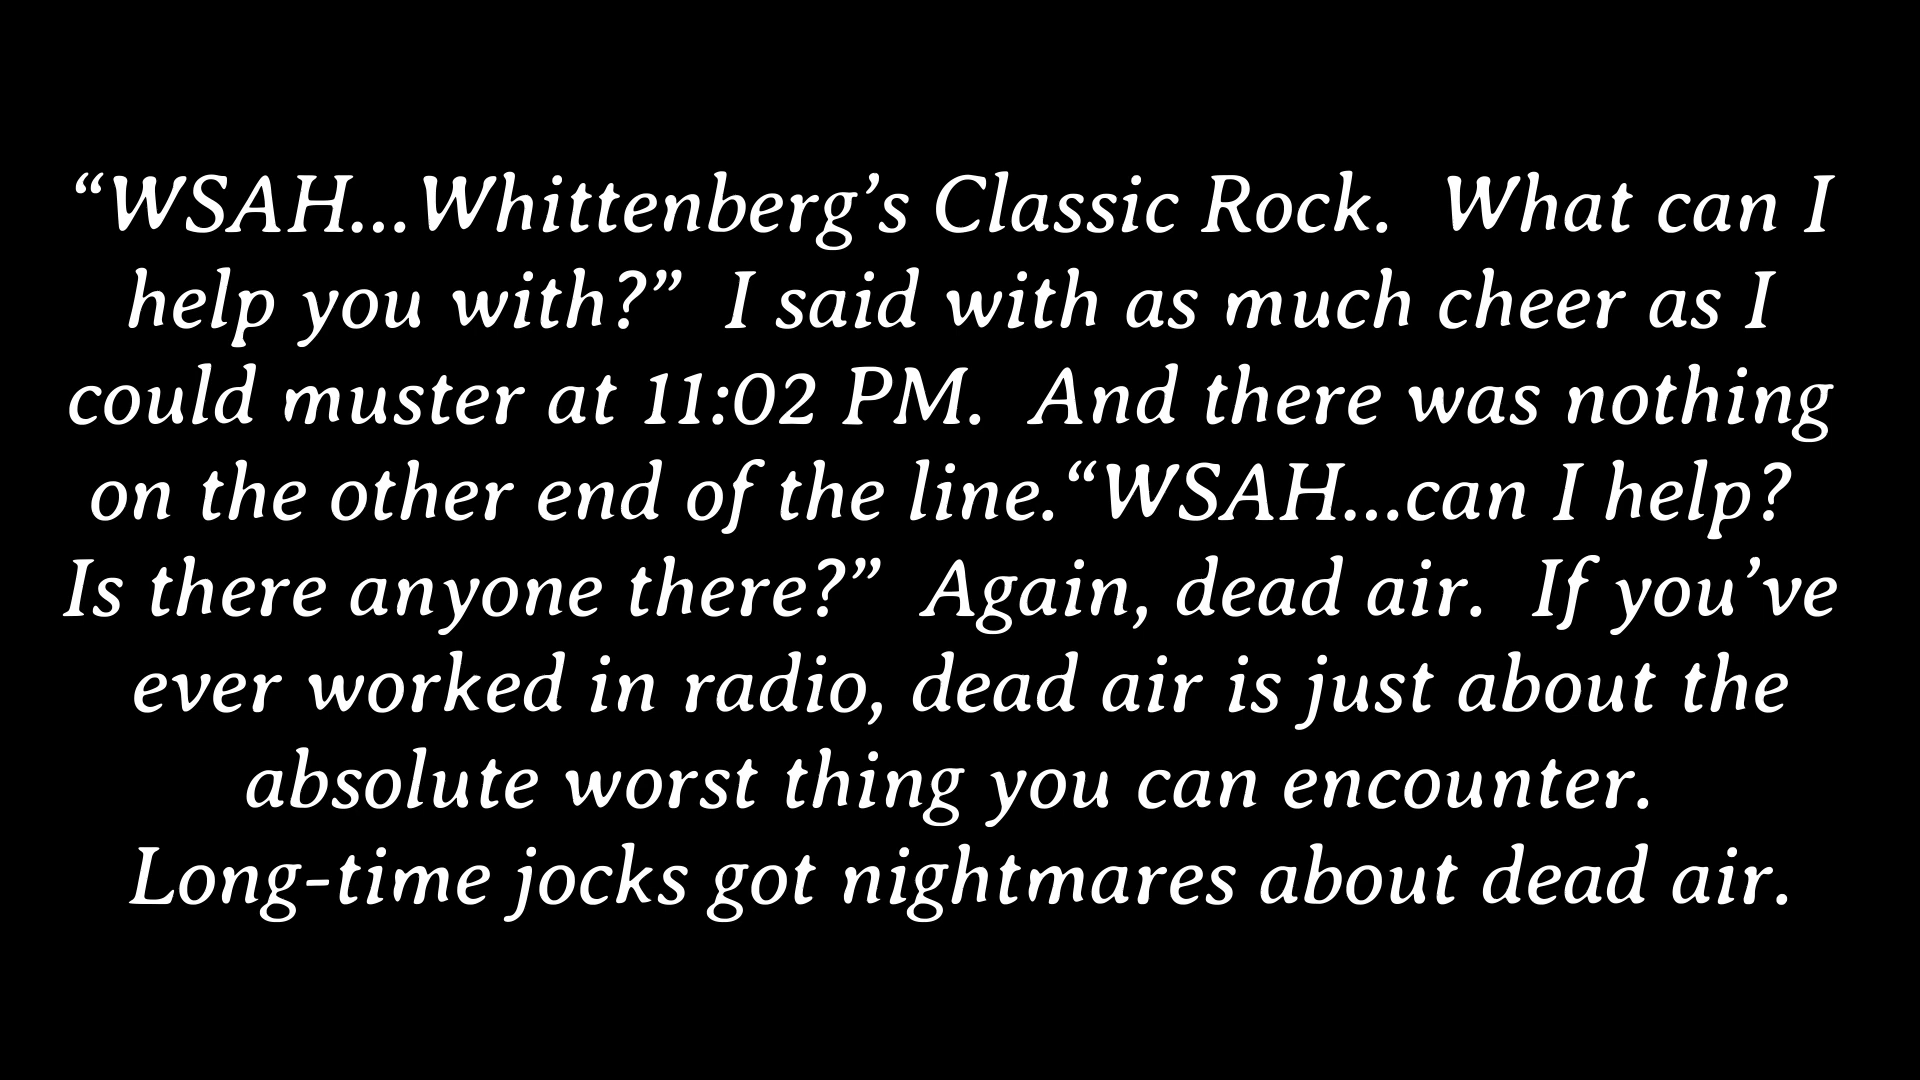 “WSAH...Whittenberg’s Classic Rock.  What can I
help you with?”  I said with as much cheer as I
could muster at 11:02 PM.  And there was nothing
on the other end of the line.“WSAH...can I help?
Is there anyone there?”  Again, dead air.  If you’ve
ever worked in radio, dead air is just about the
absolute worst thing you can encounter.
Long-time jocks got nightmares about dead air.